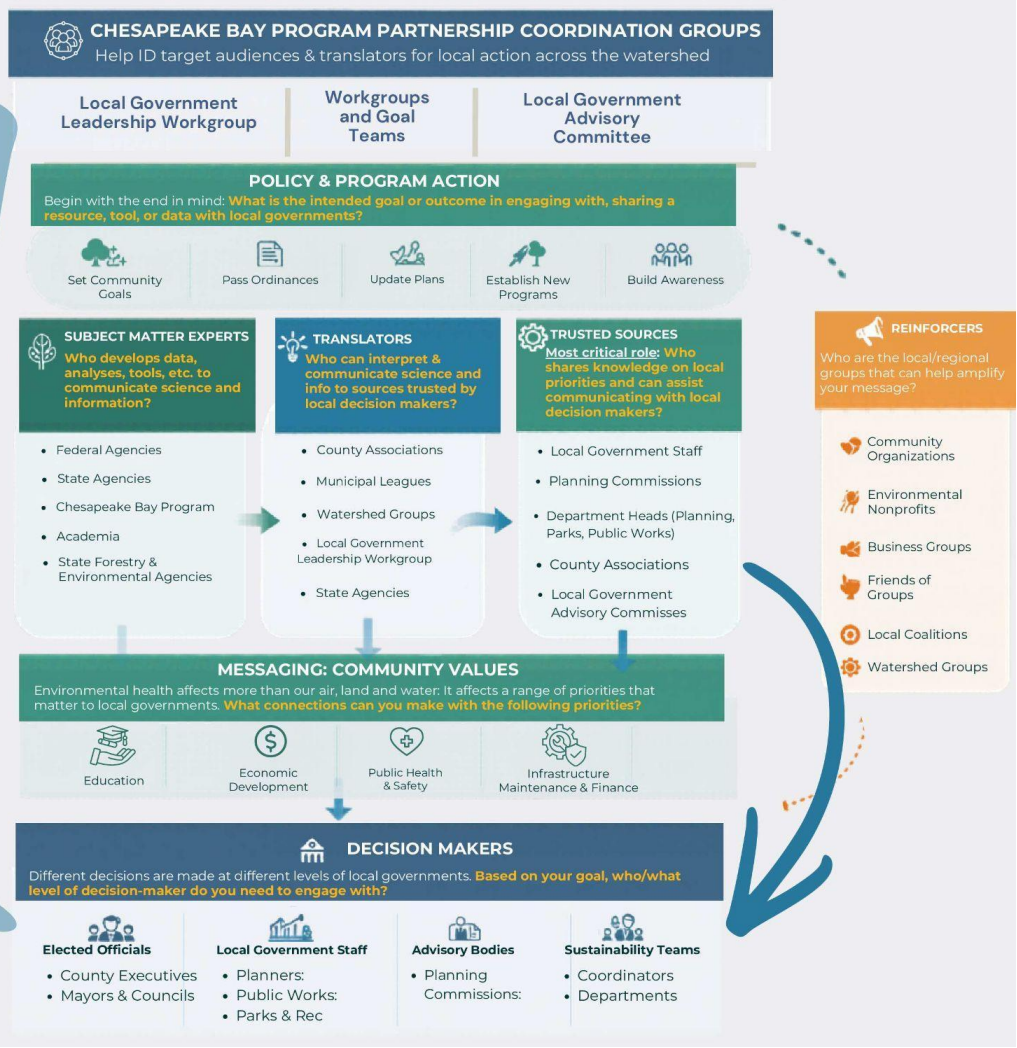 CHESAPEAKE BAY PROGRAM PARTNERSHIP COORDINATION GROUPS
Help ID target audiences & translators for local action across the watershed
Local Government
Leadership Workgroup
Workgroups
and Goal
Teams
Local Government
Advisory
Committee
POLICY & PROGRAM ACTION
Begin with the end in mind: What is the intended goal or outcome in engaging with, sharing a
resource, tool, or data with local governments?
Set Community
Goals
Pass Ordinances
Update Plans
Establish New
Programs
Build Awareness
SUBJECT MATTER EXPERTS
Who develops data,
analyses, tools, etc. to
communicate science and
information?
• Federal Agencies
• State Agencies
• Chesapeake Bay Program
• Academia
• State Forestry &
Environmental Agencies
TRANSLATORS
Who can interpret &
communicate science and
info to sources trusted by
local decision makers?
• County Associations
• Municipal Leagues
• Watershed Groups
• Local Government
Leadership Workgroup
• State Agencies
TRUSTED SOURCES
Most critical role: Who
shares knowledge on local
priorities and can assist
communicating with local
decision makers?
• Local Government Staff
• Planning Commissions
• Department Heads (Planning,
Parks, Public Works)
• County Associations
• Local Government
Advisory Commisses
REINFORCERS
Who are the local/regional
groups that can help amplify
your message?
Community
Organizations
Environmental
Nonprofits
Business Groups
Friends of
Groups
Local Coalitions
Watershed Groups
MESSAGING: COMMUNITY VALUES
Environmental health affects more than our air, land and water: It affects a range of priorities that
matter to local governments. What connections can you make with the following priorities?
Education
Economic
Development
Public Health
& Safety
Infrastructure
Maintenance & Finance
DECISION MAKERS
Different decisions are made at different levels of local governments. Based on your goal, who/what
level of decision-maker do you need to engage with?
Elected Officials
• County Executives
• Mayors & Councils
Local Government Staff
• Planners:
• Public Works:
• Parks & Rec
Advisory Bodies
• Planning
Commissions:
Sustainability Teams
• Coordinators
• Departments